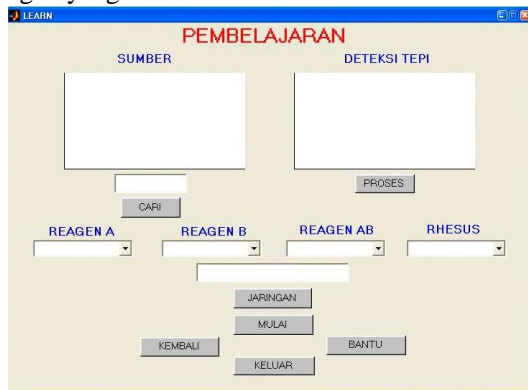 LEARN
PEMBELAJARAN
SUMBER DETEKSI TEPI
PROSES
CARI
REAGEN A REAGEN B REAGEN AB RHESUS
JARINGAN
MULAI
KEMBALI BANTU
KELUAR